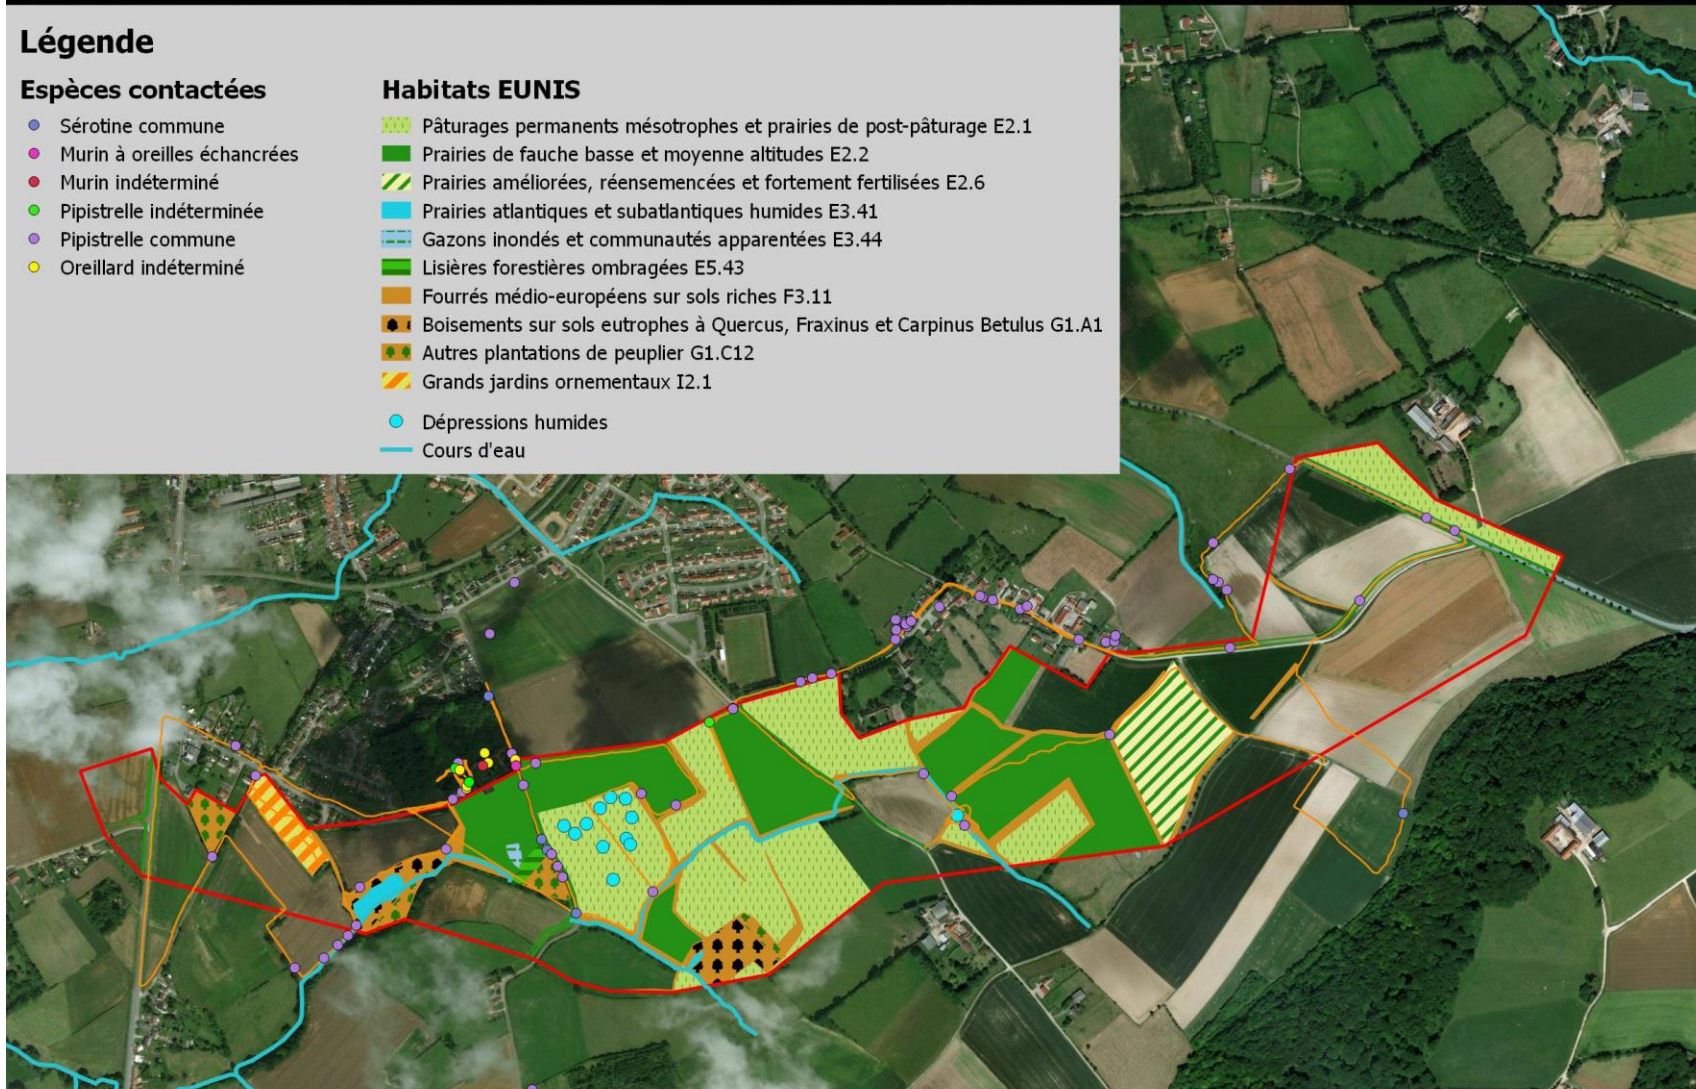 Légende
Espèces contactées
Sérotine commune
Murin à oreilles échancrées
Murin indéterminé
Pipistrelle indéterminée
Pipistrelle commune
Oreillard indéterminé
Habitats EUNIS
Pâturages permanents mésotrophes et prairies de post-pâturage E2.1
Prairies de fauche basse et moyenne altitudes E2.2
Prairies améliorées, réensemencées et fortement fertilisées E2.6
Prairies atlantiques et subatlantiques humides E3.41
Gazons inondés et communautés apparentées E3.44
Lisières forestières ombragées E5.43
Fourrés médio-européens sur sols riches F3.11
Boisements sur sols eutrophes à Quercus, Fraxinus et Carpinus Betulus G1.A1
Autres plantations de peuplier G1.C12
Grands jardins ornementaux I2.1
Dépressions humides
Cours d'eau